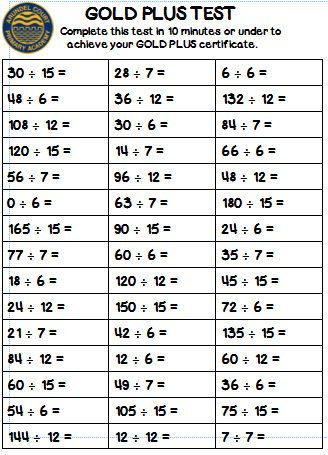 ARUNDEL COURT
PRIMARY ACADEMY
GOLD PLUS TEST
Complete this test in 10 minutes or under to
achieve your GOLD PLUS certificate.
30 ÷ 15 = 28 ÷ 7 = 6 ÷ 6 =
48 ÷ 6 = 36 ÷ 12 = 132 ÷ 12 =
108 ÷ 12 = 30 ÷ 6 = 84 ÷ 7 =
120 ÷ 15 = 14 ÷ 7 = 66 ÷ 6 =
56 ÷ 7 = 96 ÷ 12 = 48 ÷ 12 =
0 ÷ 6 = 63 ÷ 7 = 180 ÷ 15 =
165 ÷ 15 = 90 ÷ 15 = 24 ÷ 6 =
77 ÷ 7 = 60 ÷ 6 = 35 ÷ 7 =
18 ÷ 6 = 120 ÷ 12 = 45 ÷ 15 =
24 ÷ 12 = 150 ÷ 15 = 72 ÷ 6 =
21 ÷ 7 = 42 ÷ 6 = 135 ÷ 15 =
84 ÷ 12 = 12 ÷ 6 = 60 ÷ 12 =
60 ÷ 15 = 49 ÷ 7 = 36 ÷ 6 =
54 ÷ 6 = 105 ÷ 15 = 75 ÷ 15 =
144 ÷ 12 = 12 ÷ 12 = 7 ÷ 7 =